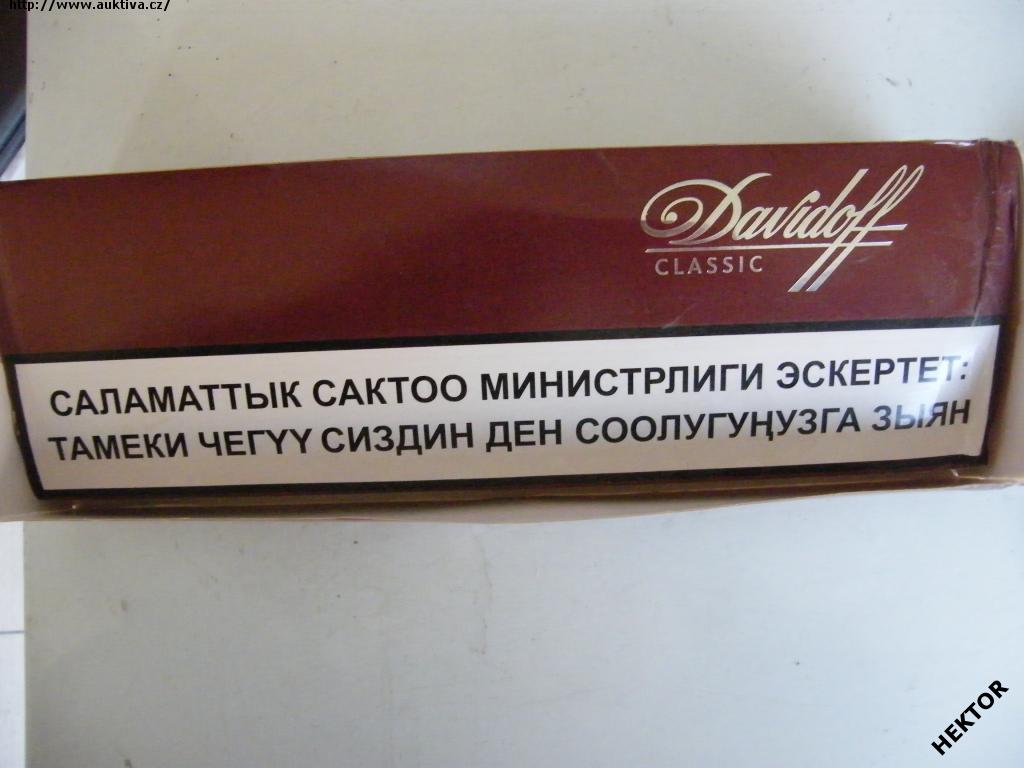 http://www.auktiva.cz/
Davidoff
CLASSIC
САЛАМАТТЫК САКТОО МИНИСТРЛИГИ ЭСКЕРТЕТ:
ТАМЕКИ ЧЕГҮҮ СИЗДИН ДЕН СООЛУГУҢУЗГА ЗЫЯН
HEKTOR